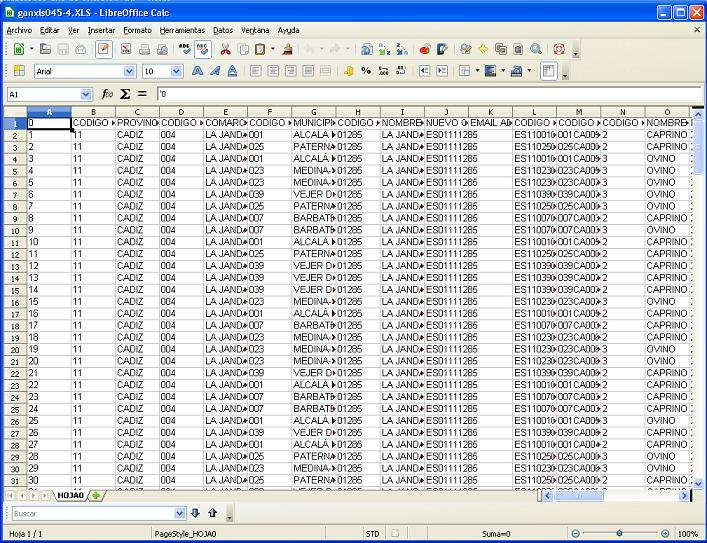 ganxls045-4.XLS - LibreOffice Calc
Archivo Editar Ver Insertar Formato Herramientas Datos Ventana Ayuda
Arial 10
A1 f(x) Σ = '0
A B C D E F G H I J K L M N O
1 0 CODIGO PROVINC CODIGO COMARC CODIGO MUNICIPI CODIGO NOMBRE NUEVO C EMAIL AD CODIGO CODIGO CODIGO NOMBRE
2 1 11 CADIZ 004 LA JAND 001 ALCALÁ 01285 LA JAND ES01111285 ES110010 001CA00 2 CAPRINO
3 2 11 CADIZ 004 LA JAND 025 PATERN 01285 LA JAND ES01111285 ES110250 025CA00 2 CAPRINO
4 3 11 CADIZ 004 LA JAND 001 ALCALÁ 01285 LA JAND ES01111285 ES110010 001CA00 3 OVINO
5 4 11 CADIZ 004 LA JAND 023 MEDINA- 01285 LA JAND ES01111285 ES110230 023CA00 3 OVINO
6 5 11 CADIZ 004 LA JAND 023 MEDINA- 01285 LA JAND ES01111285 ES110230 023CA00 3 OVINO
7 6 11 CADIZ 004 LA JAND 039 VEJER D 01285 LA JAND ES01111285 ES110390 039CA00 3 OVINO
8 7 11 CADIZ 004 LA JAND 025 PATERN 01285 LA JAND ES01111285 ES110250 025CA00 3 OVINO
9 8 11 CADIZ 004 LA JAND 007 BARBAT 01285 LA JAND ES01111285 ES110070 007CA00 2 CAPRINO
10 9 11 CADIZ 004 LA JAND 007 BARBAT 01285 LA JAND ES01111285 ES110070 007CA00 3 OVINO
11 10 11 CADIZ 004 LA JAND 001 ALCALÁ 01285 LA JAND ES01111285 ES110010 001CA00 2 CAPRINO
12 11 11 CADIZ 004 LA JAND 025 PATERN 01285 LA JAND ES01111285 ES110250 025CA00 2 CAPRINO
13 12 11 CADIZ 004 LA JAND 039 VEJER D 01285 LA JAND ES01111285 ES110390 039CA00 2 CAPRINO
14 13 11 CADIZ 004 LA JAND 039 VEJER D 01285 LA JAND ES01111285 ES110390 039CA00 2 CAPRINO
15 14 11 CADIZ 004 LA JAND 039 VEJER D 01285 LA JAND ES01111285 ES110390 039CA00 2 CAPRINO
16 15 11 CADIZ 004 LA JAND 023 MEDINA- 01285 LA JAND ES01111285 ES110230 023CA00 3 OVINO
17 16 11 CADIZ 004 LA JAND 001 ALCALÁ 01285 LA JAND ES01111285 ES110010 001CA00 2 CAPRINO
18 17 11 CADIZ 004 LA JAND 007 BARBAT 01285 LA JAND ES01111285 ES110070 007CA00 2 CAPRINO
19 18 11 CADIZ 004 LA JAND 023 MEDINA- 01285 LA JAND ES01111285 ES110230 023CA00 2 CAPRINO
20 19 11 CADIZ 004 LA JAND 023 MEDINA- 01285 LA JAND ES01111285 ES110230 023CA00 3 OVINO
21 20 11 CADIZ 004 LA JAND 023 MEDINA- 01285 LA JAND ES01111285 ES110230 023CA00 3 OVINO
22 21 11 CADIZ 004 LA JAND 039 VEJER D 01285 LA JAND ES01111285 ES110390 039CA00 2 CAPRINO
23 22 11 CADIZ 004 LA JAND 001 ALCALÁ 01285 LA JAND ES01111285 ES110010 001CA00 2 CAPRINO
24 23 11 CADIZ 004 LA JAND 007 BARBAT 01285 LA JAND ES01111285 ES110070 007CA00 2 CAPRINO
25 24 11 CADIZ 004 LA JAND 007 BARBAT 01285 LA JAND ES01111285 ES110070 007CA00 2 CAPRINO
26 25 11 CADIZ 004 LA JAND 001 ALCALÁ 01285 LA JAND ES01111285 ES110010 001CA00 3 OVINO
27 26 11 CADIZ 004 LA JAND 039 VEJER D 01285 LA JAND ES01111285 ES110390 039CA00 2 CAPRINO
28 27 11 CADIZ 004 LA JAND 001 ALCALÁ 01285 LA JAND ES01111285 ES110010 001CA00 2 CAPRINO
29 28 11 CADIZ 004 LA JAND 025 PATERN 01285 LA JAND ES01111285 ES110250 025CA00 3 OVINO
30 29 11 CADIZ 004 LA JAND 023 MEDINA- 01285 LA JAND ES01111285 ES110230 023CA00 3 OVINO
31 30 11 CADIZ 004 LA JAND 025 PATERN 01285 LA JAND ES01111285 ES110250 025CA00 2 CAPRINO
HOJA0
Buscar
Hoja 1 / 1 PageStyle_HOJA0 STD Suma=0 100%